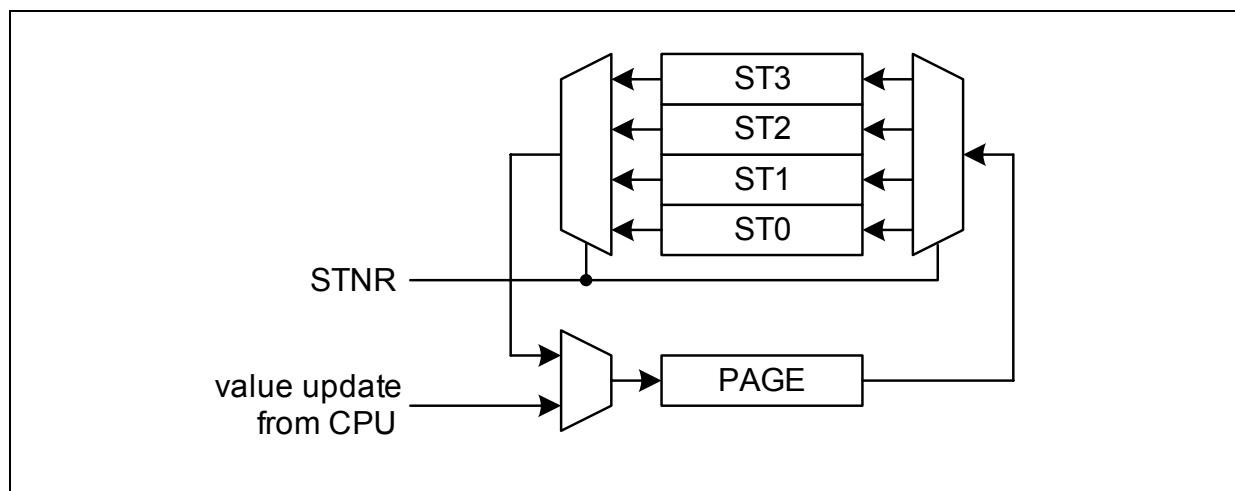 ST3
ST2
ST1
ST0
STNR
value update
from CPU
PAGE